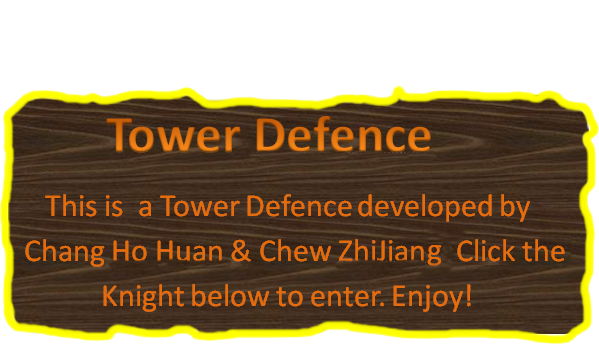 Tower Defence
This is a Tower Defence developed by
Chang Ho Huan & Chew ZhiJiang Click the
Knight below to enter. Enjoy!